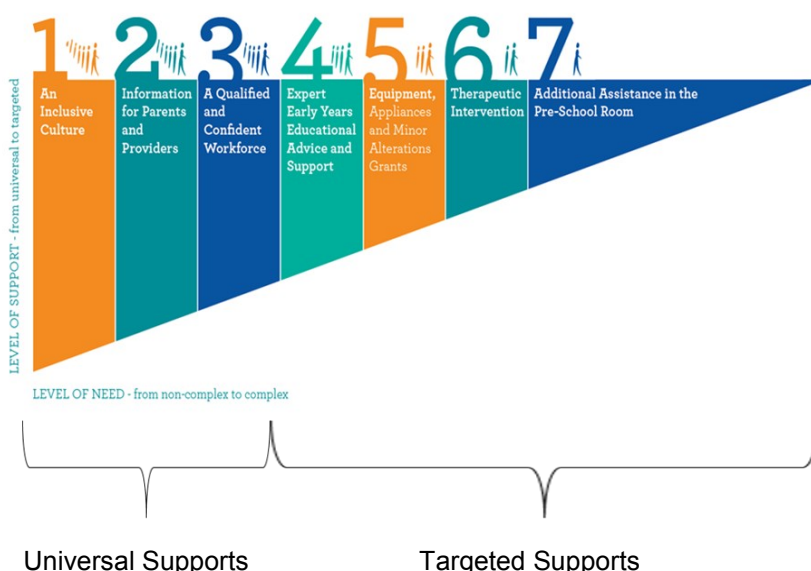 1
2
3
4
5
6
7
An
Inclusive
Culture
Information
for Parents
and
Providers
A Qualified
and
Confident
Workforce
Expert
Early Years
Educational
Advice and
Support
Equipment,
Appliances
and Minor
Alterations
Grants
Therapeutic
Intervention
Additional Assistance in the
Pre-School Room
LEVEL OF SUPPORT - from universal to targeted
LEVEL OF NEED - from non-complex to complex
Universal Supports
Targeted Supports